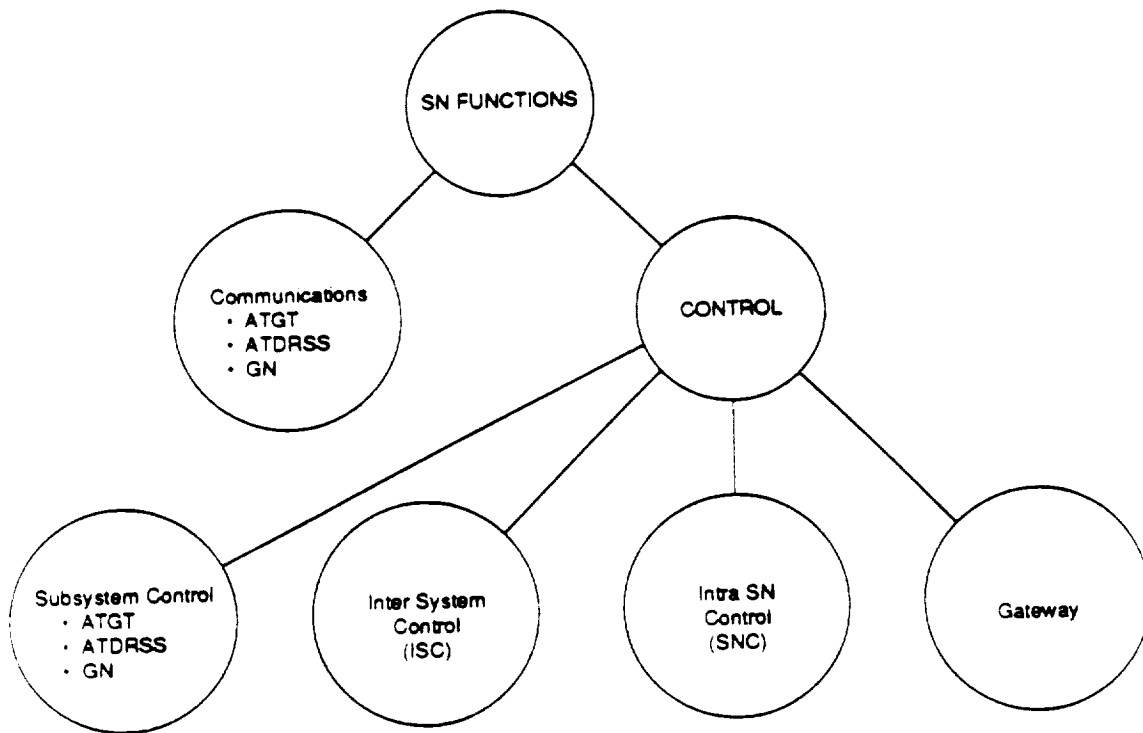 SN FUNCTIONS
Communications
• ATGT
• ATDRSS
• GN
CONTROL
Subsystem Control
• ATGT
• ATDRSS
• GN
Inter System
Control
(ISC)
Intra SN
Control
(SNC)
Gateway